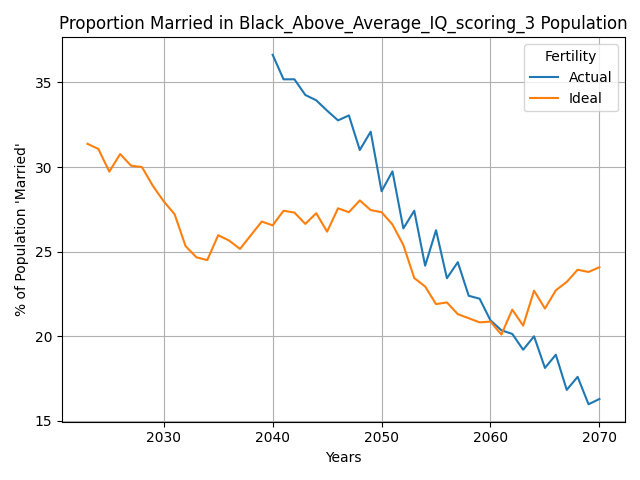 Proportion Married in Black_Above_Average_IQ_scoring_3 Population
Fertility
Actual
Ideal
% of Population 'Married'
35
30
25
20
15
2030
2040
2050
2060
2070
Years